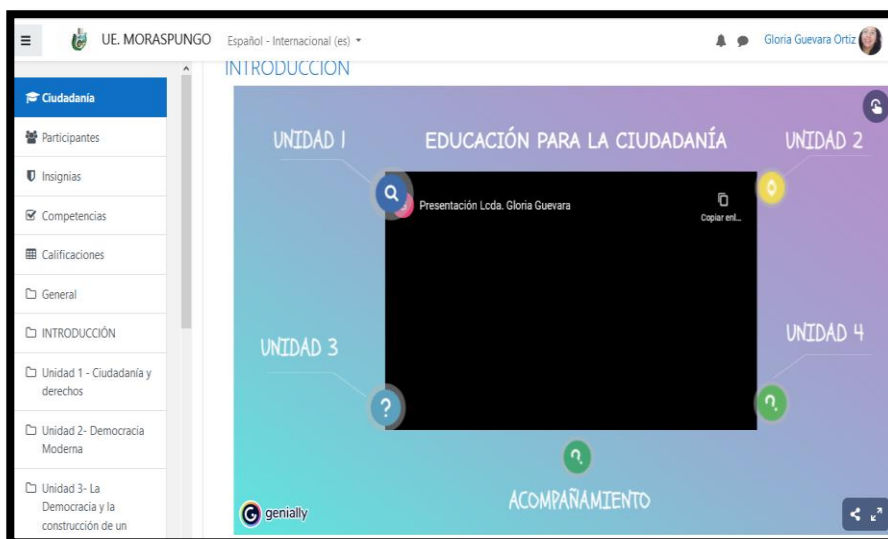 UE. MORASPUNGO
Español - Internacional (es)
Gloria Guevara Ortiz
Ciudadanía
Participantes
Insignias
Competencias
Calificaciones
General
INTRODUCCIÓN
Unidad 1 - Ciudadanía y
derechos
Unidad 2- Democracia
Moderna
Unidad 3- La
Democracia y la
construcción de un
INTRODUCCIÓN
UNIDAD 1
EDUCACIÓN PARA LA CIUDADANÍA
UNIDAD 2
Presentación Lcda. Gloria Guevara
Copiar enl...
UNIDAD 3
UNIDAD 4
ACOMPAÑAMIENTO
genially